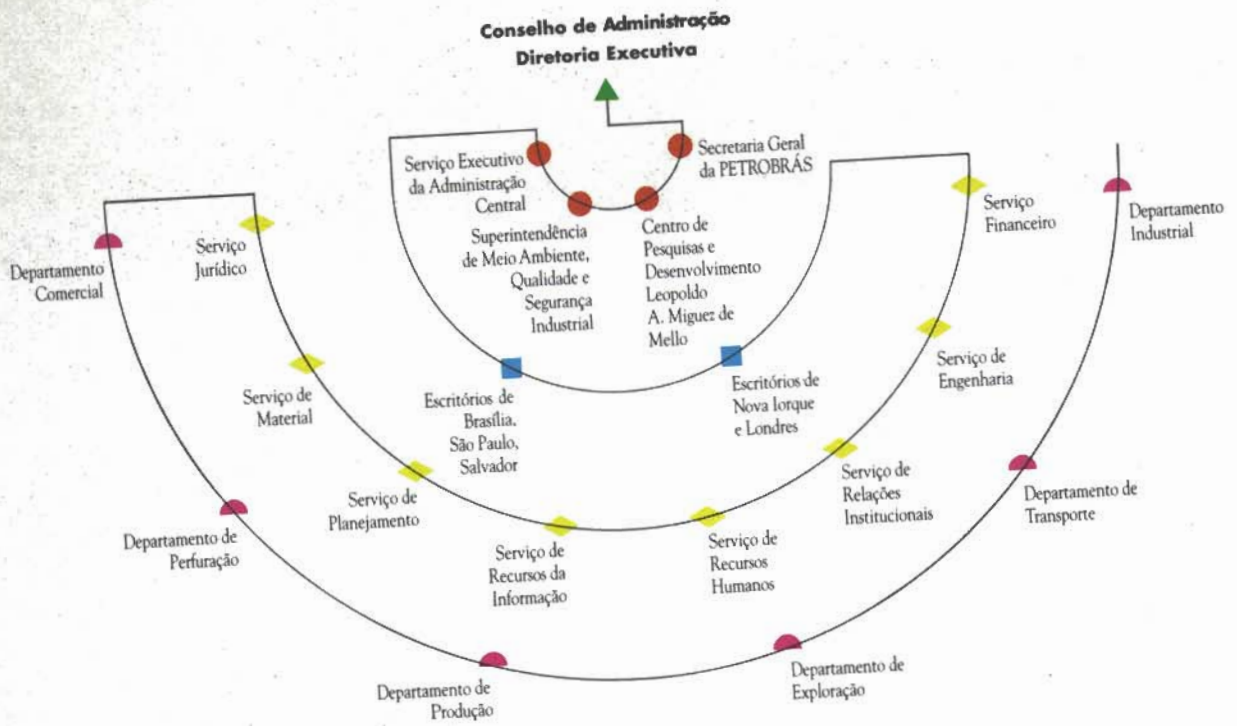 Conselho de Administração
Diretoria Executiva
Secretaria Geral
da PETROBRÁS
Serviço Executivo
da Administração
Central
Superintendência
de Meio Ambiente,
Qualidade e
Segurança
Industrial
Centro de
Pesquisas e
Desenvolvimento
Leopoldo
A. Miguez de
Mello
Escritórios de
Brasília,
São Paulo,
Salvador
Escritórios de
Nova Iorque
e Londres
Serviço
Jurídico
Serviço de
Material
Serviço de
Planejamento
Serviço de
Recursos da
Informação
Serviço de
Recursos
Humanos
Serviço de
Relações
Institucionais
Serviço de
Engenharia
Serviço
Financeiro
Departamento
Comercial
Departamento de
Perfuração
Departamento de
Produção
Departamento de
Exploração
Departamento de
Transporte
Departamento
Industrial